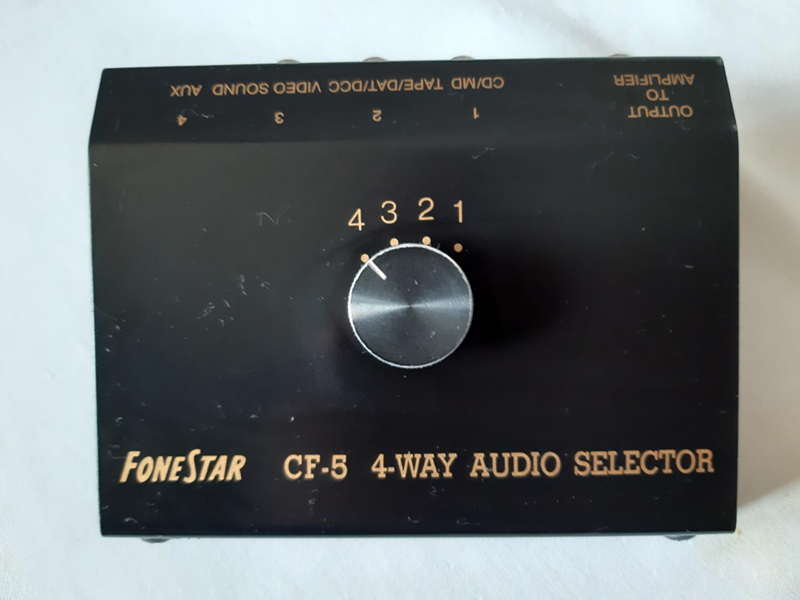 CD/MD TAPE/DAT/DCC VIDEO SOUND AUX
1 2 3 4
OUTPUT
TO
AMPLIFIER
4 3 2 1
FONESTAR CF-5 4-WAY AUDIO SELECTOR